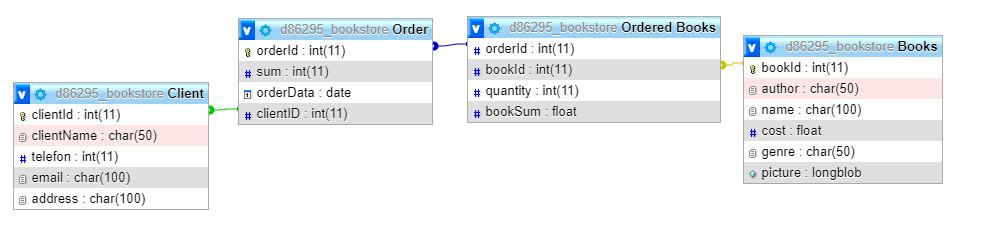 d86295_bookstore Client
clientId : int(11)
clientName : char(50)
telefon : int(11)
email : char(100)
address : char(100)
d86295_bookstore Order
orderId : int(11)
sum : int(11)
orderData : date
clientID : int(11)
d86295_bookstore Ordered Books
orderId : int(11)
bookId : int(11)
quantity : int(11)
bookSum : float
d86295_bookstore Books
bookId : int(11)
author : char(50)
name : char(100)
cost : float
genre : char(50)
picture : longblob